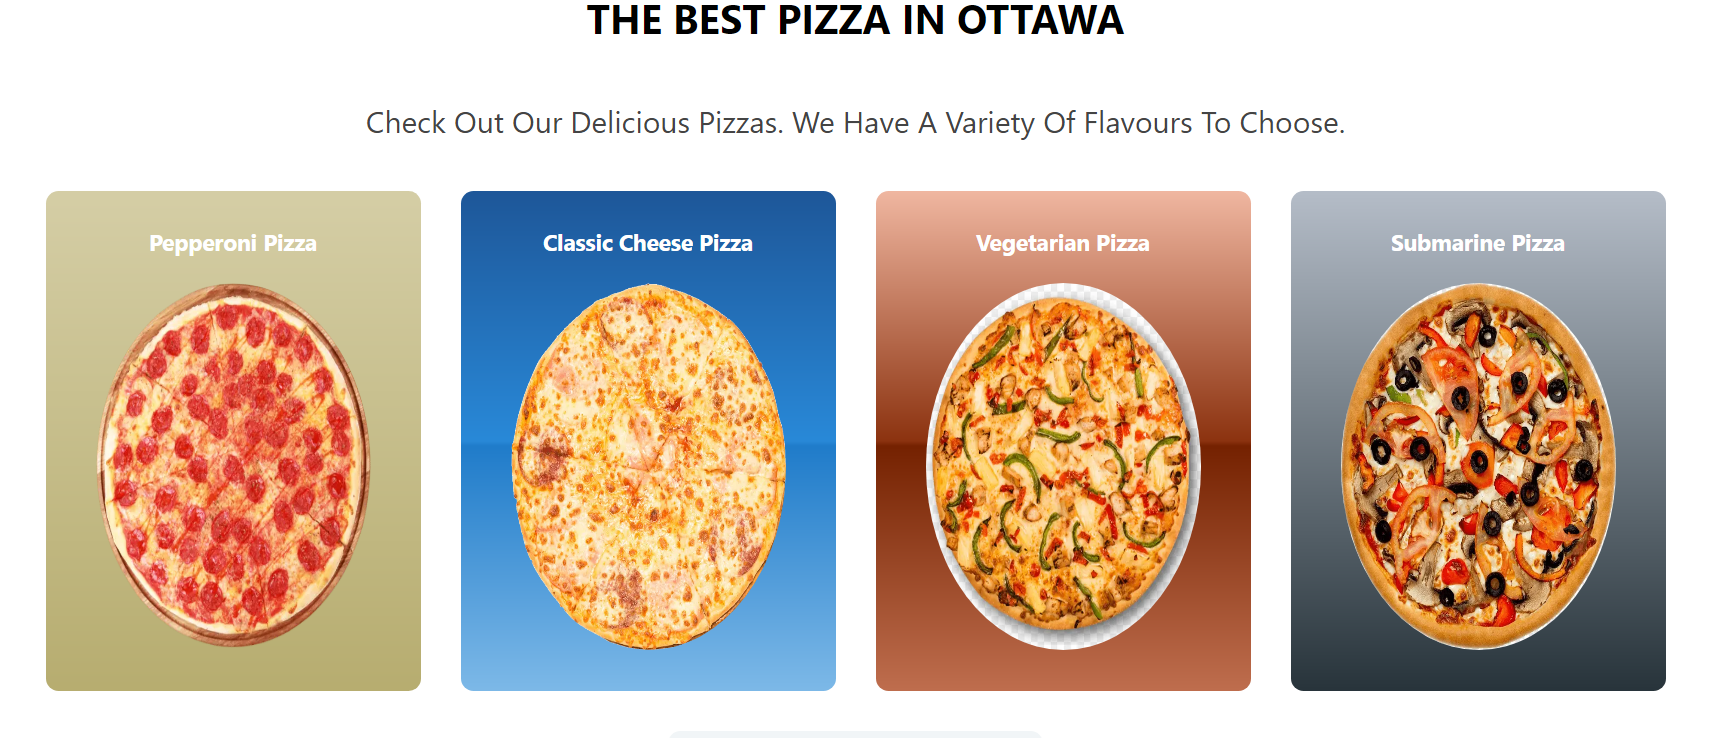 THE BEST PIZZA IN OTTAWA
Check Out Our Delicious Pizzas. We Have A Variety Of Flavours To Choose.
Pepperoni Pizza
Classic Cheese Pizza
Vegetarian Pizza
Submarine Pizza